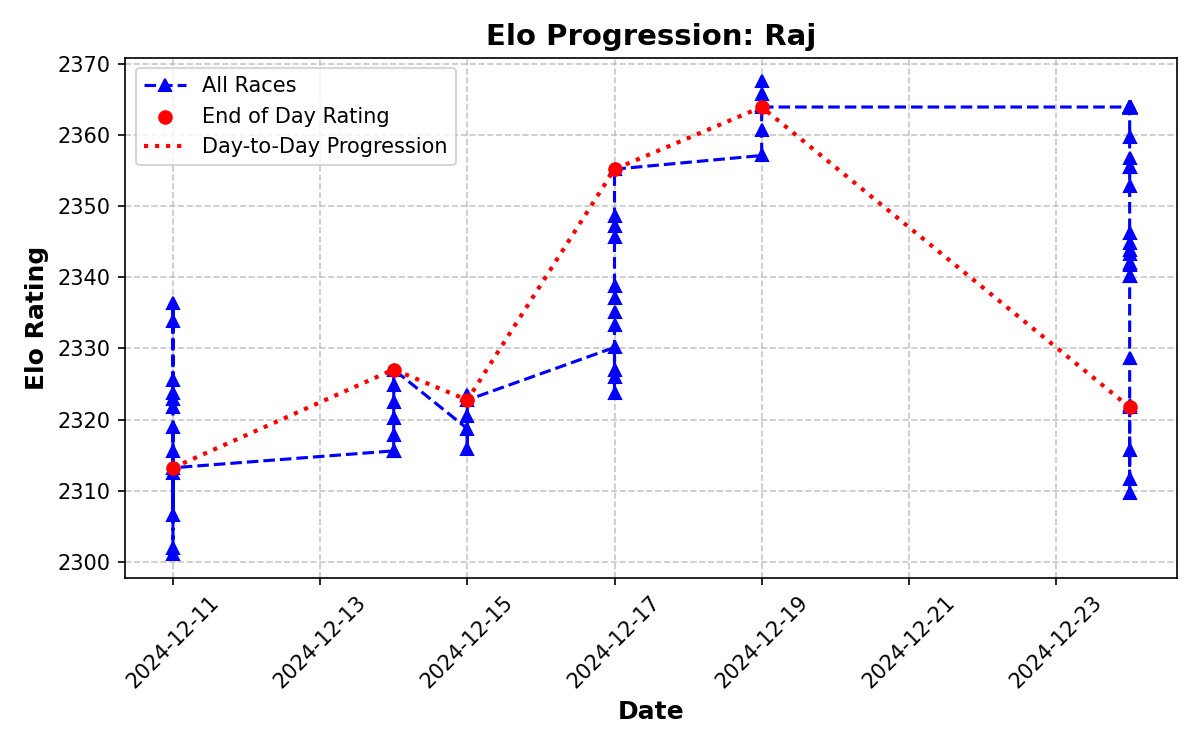 Elo Progression: Raj
All Races
End of Day Rating
Day-to-Day Progression
Elo Rating
2370
2360
2350
2340
2330
2320
2310
2300
2024-12-11
2024-12-13
2024-12-15
2024-12-17
2024-12-19
2024-12-21
2024-12-23
Date